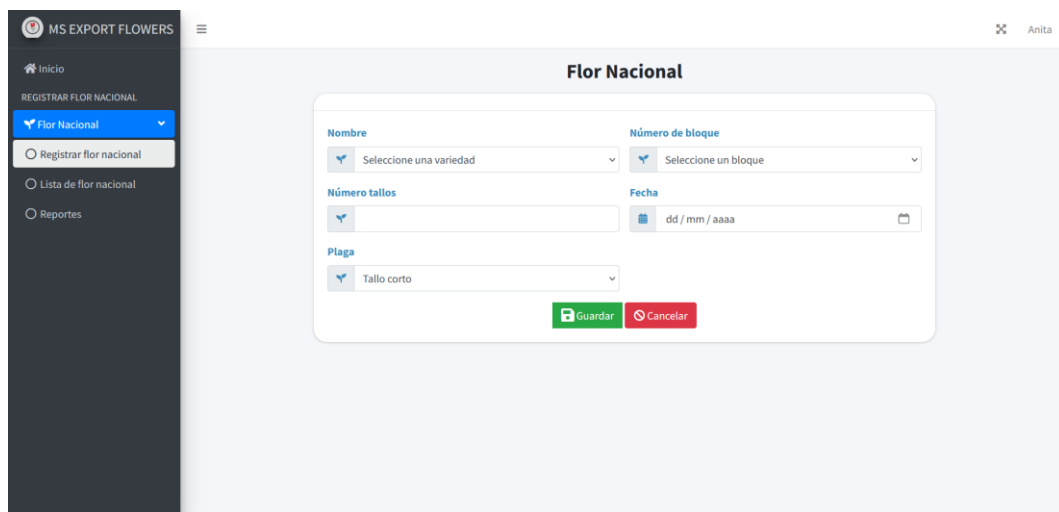 MS EXPORT FLOWERS
Anita
Inicio
REGISTRAR FLOR NACIONAL
Flor Nacional
Registrar flor nacional
Lista de flor nacional
Reportes
Flor Nacional
Nombre
Número de bloque
Seleccione una variedad
Seleccione un bloque
Número tallos
Fecha
dd / mm / aaaa
Plaga
Tallo corto
Guardar
Cancelar